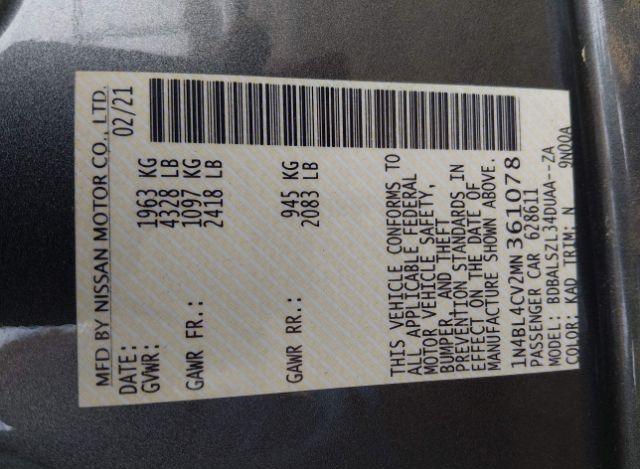 MFD BY NISSAN MOTOR CO., LTD.
DATE: 02/21
GVWR: 1963 KG
4328 LB
GAWR FR.: 1097 KG
2418 LB
GAWR RR.: 945 KG
2083 LB
THIS VEHICLE CONFORMS TO
ALL APPLICABLE FEDERAL
MOTOR VEHICLE SAFETY,
BUMPER, AND THEFT
PREVENTION STANDARDS IN
EFFECT ON THE DATE OF
MANUFACTURE SHOWN ABOVE.
1N4BL4CV2MN361078
PASSENGER CAR 628611
MODEL: BDBALSZL34DUAA--ZA
COLOR: KAD TRIM: N 9N00A